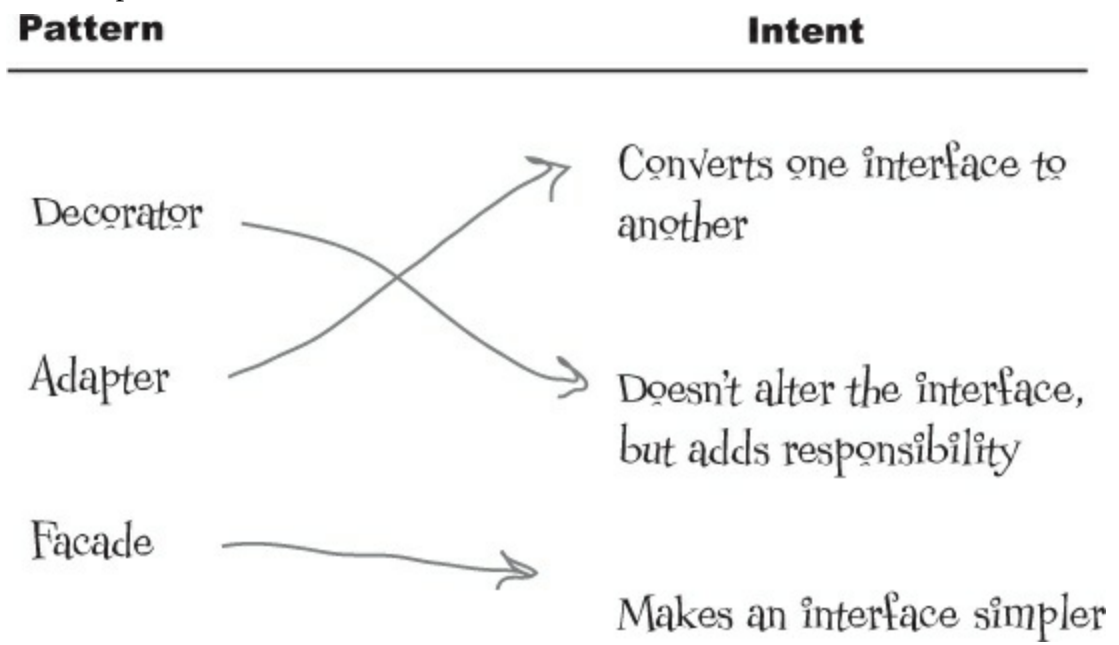 Pattern Intent
Converts one interface to
another
Decorator
Adapter
Doesn't alter the interface,
but adds responsibility
Facade
Makes an interface simpler